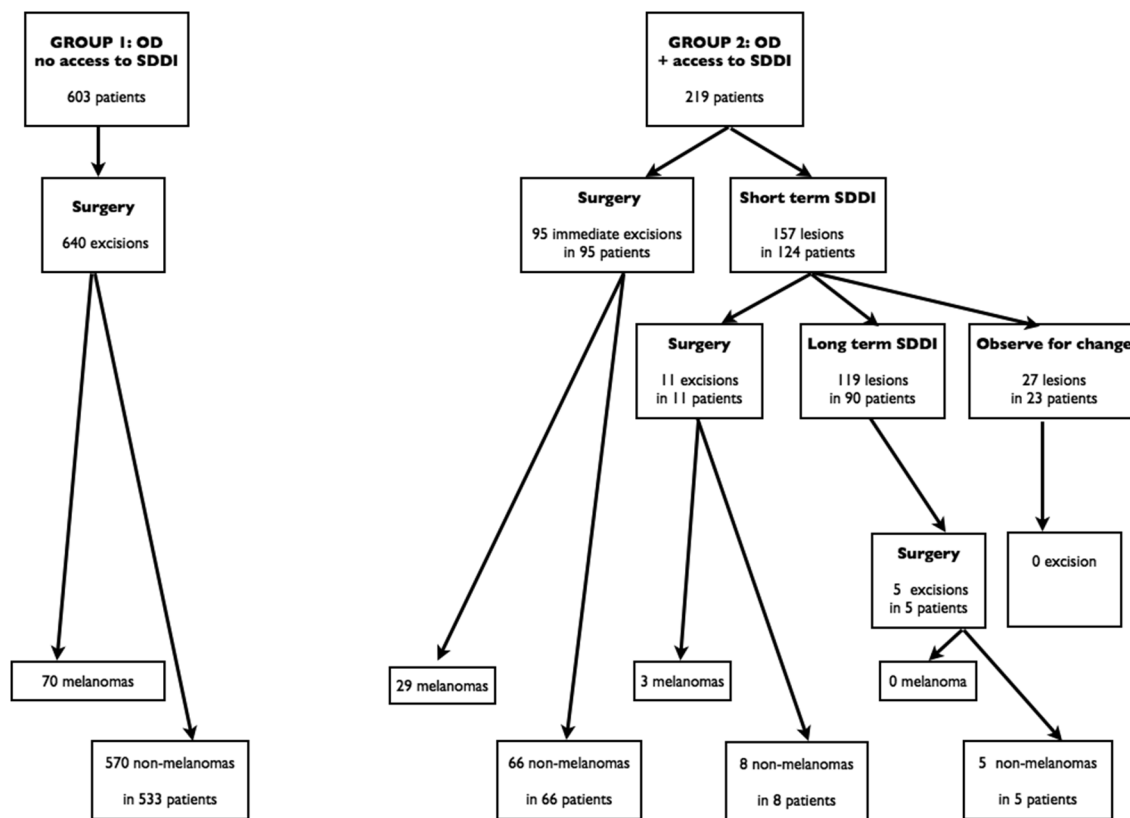 GROUP 1: OD
no access to SDDI
603 patients
GROUP 2: OD
+ access to SDDI
219 patients
Surgery
640 excisions
Surgery
95 immediate excisions
in 95 patients
Short term SDDI
157 lesions
in 124 patients
Surgery
11 excisions
in 11 patients
Long term SDDI
119 lesions
in 90 patients
Observe for change
27 lesions
in 23 patients
Surgery
5 excisions
in 5 patients
0 excision
70 melanomas
29 melanomas
3 melanomas
0 melanoma
570 non-melanomas
in 533 patients
66 non-melanomas
in 66 patients
8 non-melanomas
in 8 patients
5 non-melanomas
in 5 patients